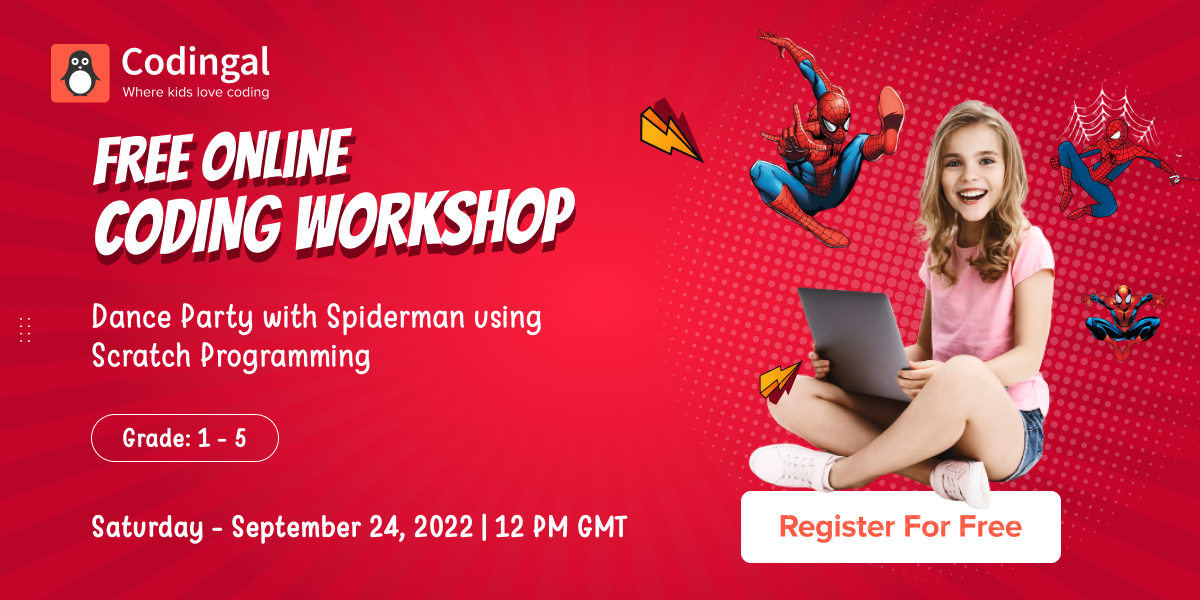 Codingal
Where kids love coding
FREE ONLINE
CODING WORKSHOP
Dance Party with Spiderman using
Scratch Programming
Grade: 1 - 5
Saturday - September 24, 2022 | 12 PM GMT
Register For Free